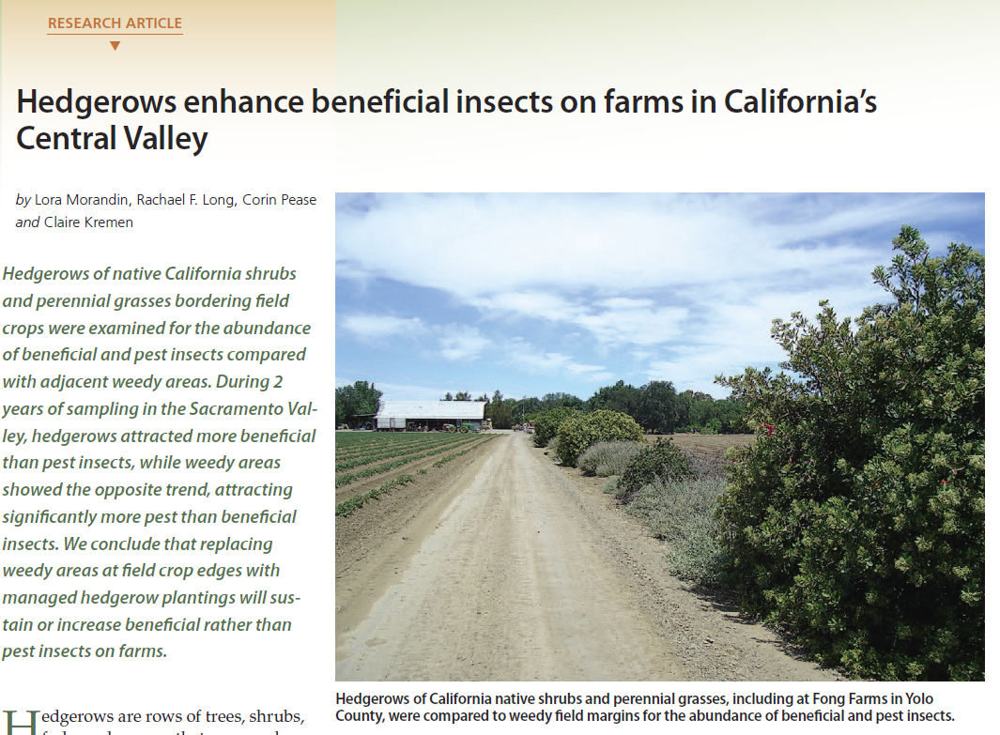 RESEARCH ARTICLE
Hedgerows enhance beneficial insects on farms in California’s
Central Valley
by Lora Morandin, Rachael F. Long, Corin Pease
and Claire Kremen
Hedgerows of native California shrubs
and perennial grasses bordering field
crops were examined for the abundance
of beneficial and pest insects compared
with adjacent weedy areas. During 2
years of sampling in the Sacramento Val-
ley, hedgerows attracted more beneficial
than pest insects, while weedy areas
showed the opposite trend, attracting
significantly more pest than beneficial
insects. We conclude that replacing
weedy areas at field crop edges with
managed hedgerow plantings will sus-
tain or increase beneficial rather than
pest insects on farms.
Hedgerows are rows of trees, shrubs,
Hedgerows of California native shrubs and perennial grasses, including at Fong Farms in Yolo
County, were compared to weedy field margins for the abundance of beneficial and pest insects.